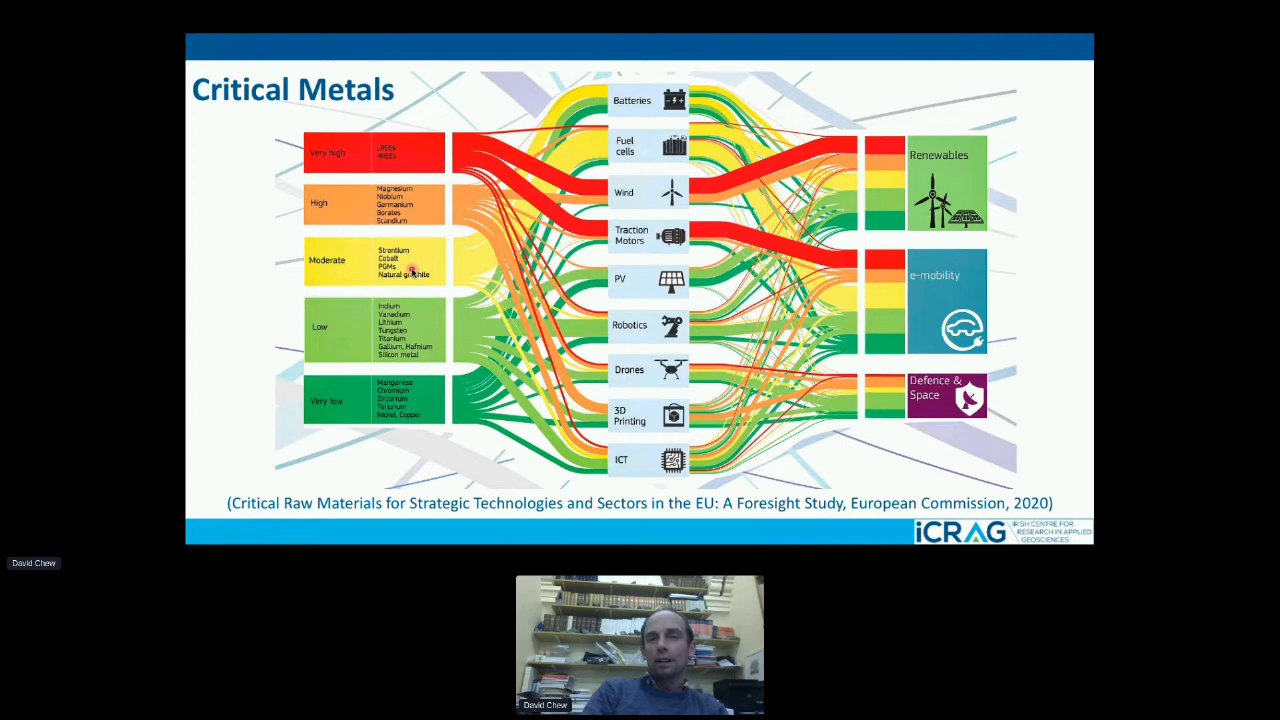 Critical Metals
Very high
LREEs
HREEs
High
Magnesium
Niobium
Germanium
Borates
Scandium
Moderate
Strontium
Cobalt
PGMs
Natural graphite
Low
Indium
Vanadium
Lithium
Tungsten
Titanium
Gallium, Hafnium
Silicon metal
Very low
Manganese
Chromium
Zirconium
Tellurium
Nickel, Copper
Batteries
Fuel
cells
Wind
Traction
Motors
PV
Robotics
Drones
3D
Printing
ICT
Renewables
e-mobility
Defence &
Space
(Critical Raw Materials for Strategic Technologies and Sectors in the EU: A Foresight Study, European Commission, 2020)
iCRAG
IRISH CENTRE FOR
RESEARCH IN APPLIED
GEOSCIENCES
David Chew
David Chew